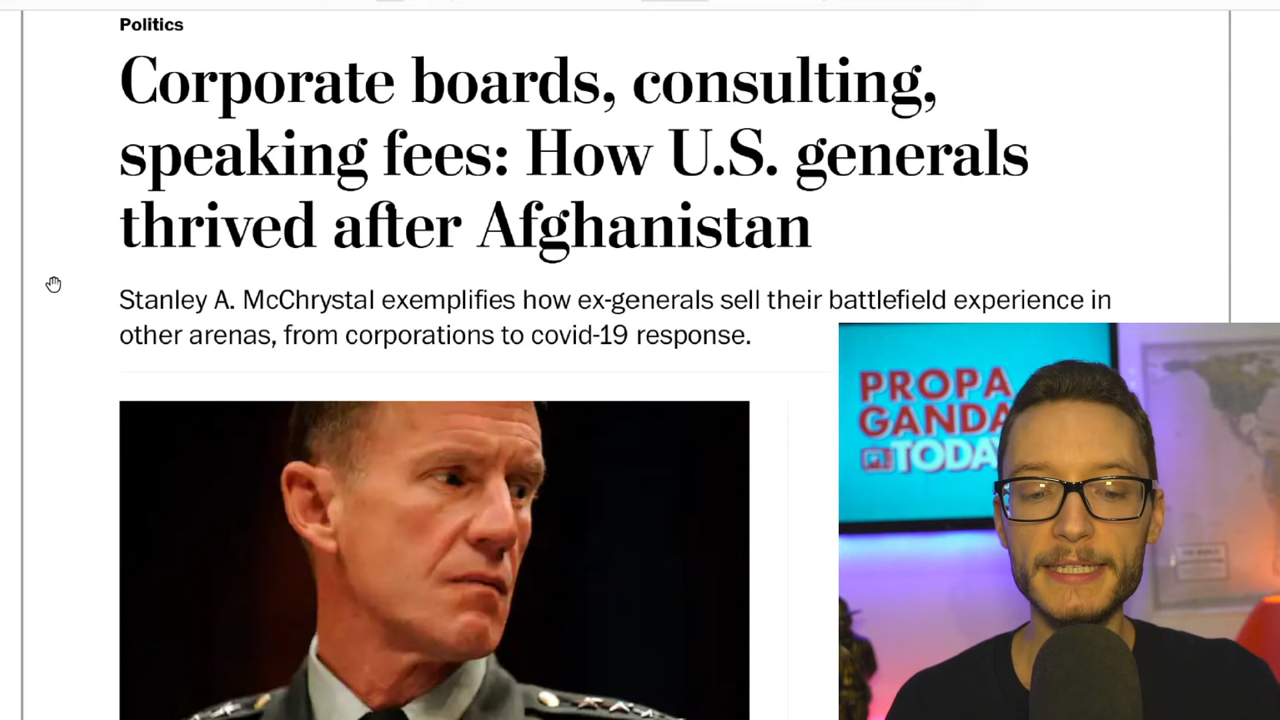 Politics
Corporate boards, consulting,
speaking fees: How U.S. generals
thrived after Afghanistan
Stanley A. McChrystal exemplifies how ex-generals sell their battlefield experience in
other arenas, from corporations to covid-19 response.
PROPA
GANDA
TODA